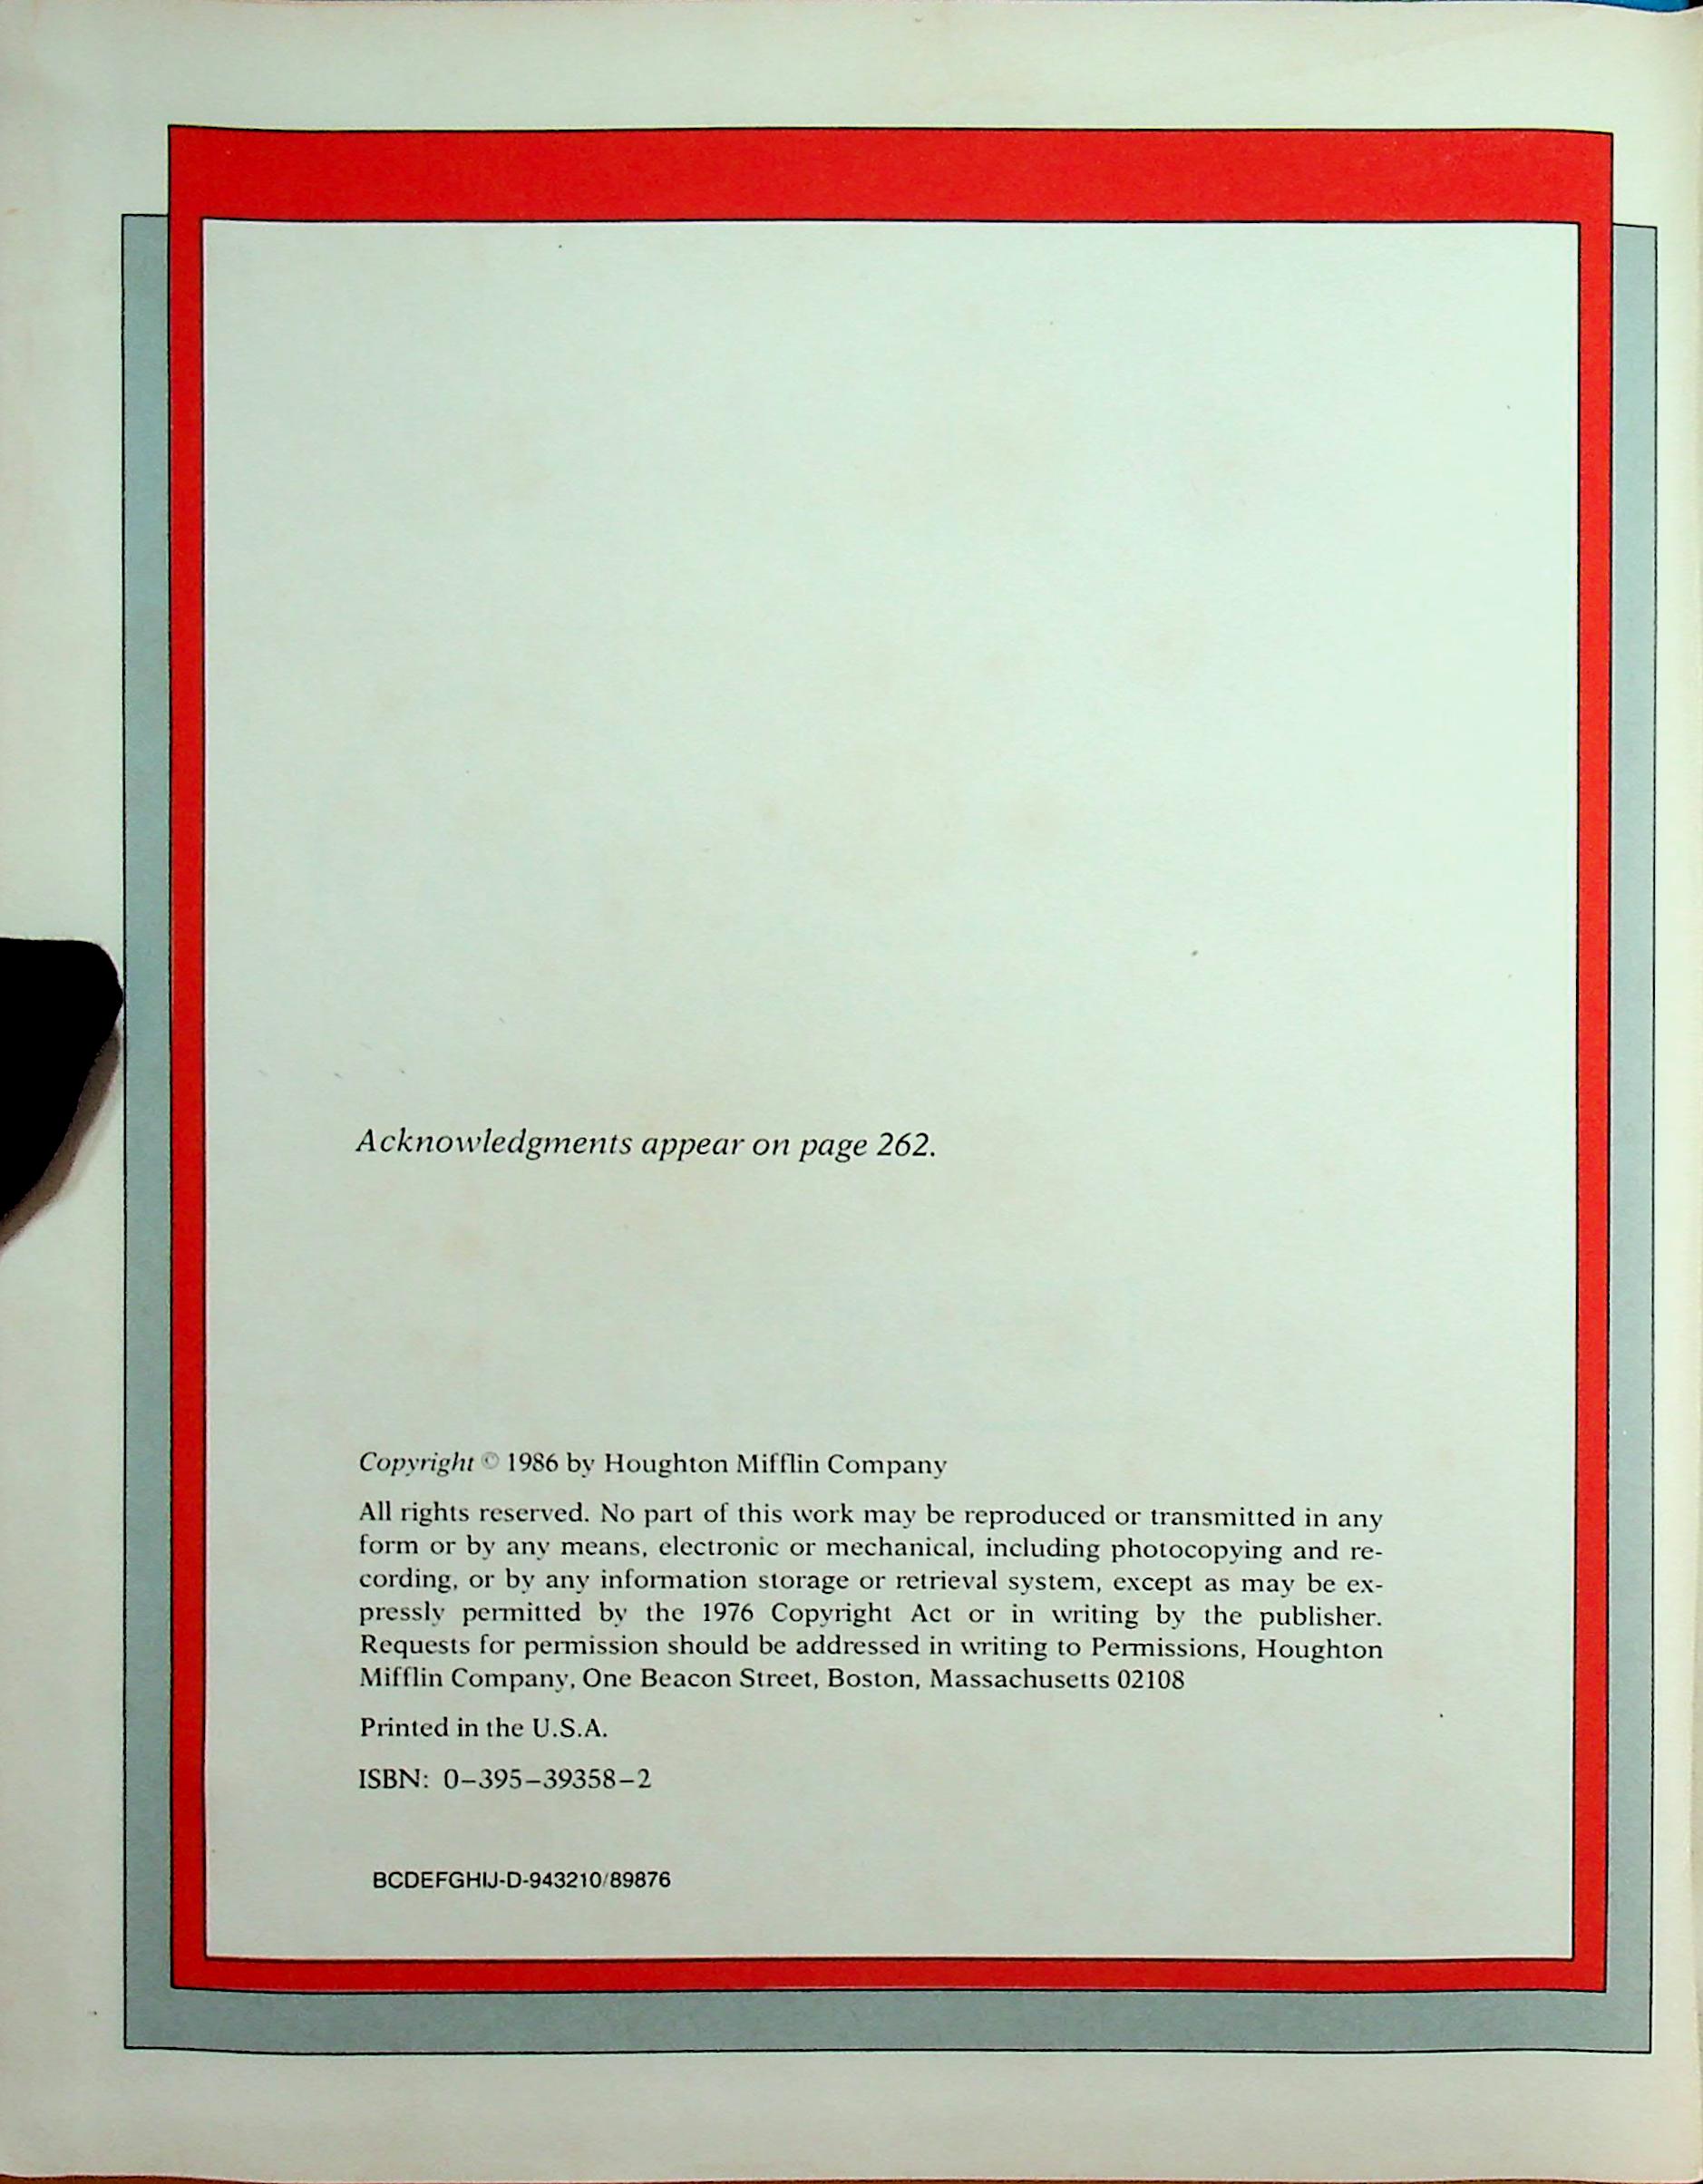 Acknowledgments appear on page 262.
Copyright © 1986 by Houghton Mifflin Company
All rights reserved. No part of this work may be reproduced or transmitted in any
form or by any means, electronic or mechanical, including photocopying and re-
cording, or by any information storage or retrieval system, except as may be ex-
pressly permitted by the 1976 Copyright Act or in writing by the publisher.
Requests for permission should be addressed in writing to Permissions, Houghton
Mifflin Company, One Beacon Street, Boston, Massachusetts 02108
Printed in the U.S.A.
ISBN: 0–395–39358–2
BCDEFGHIJ-D-943210/89876